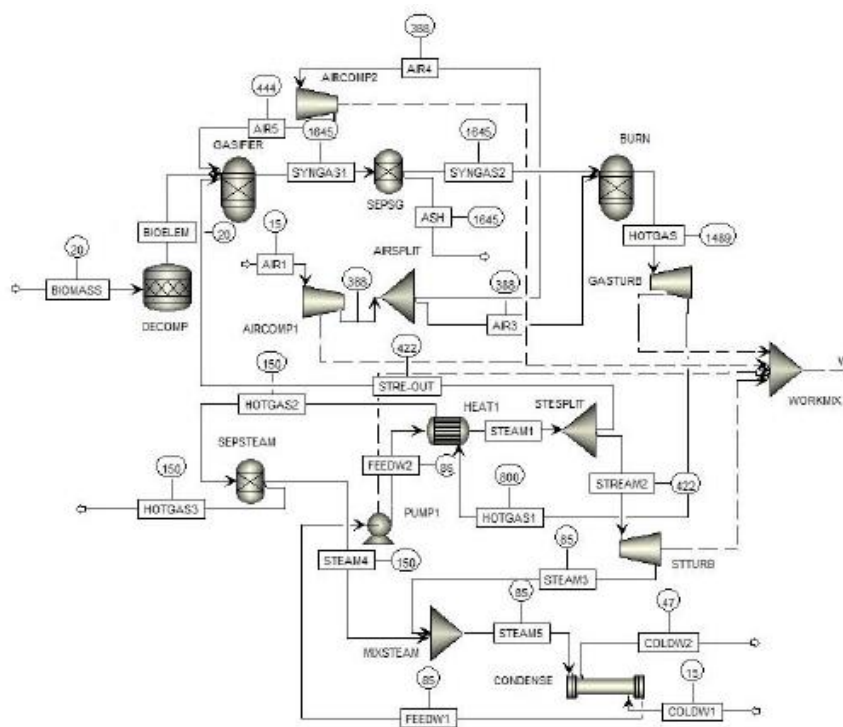 388
AIR4
AIRCOMP2
444
AIR5
GASIFIER
1645
SYNGAS1
1645
SYNGAS2
BURN
SEPSG
ASH
1645
HOTGAS
1489
BIOELEM
20
15
AIR1
AIRSPLIT
20
BIOMASS
DECOMP
388
388
AIR3
GASTURB
AIRCOMP1
422
STRE-OUT
WORKMIX
W
150
HOTGAS2
HEAT1
STEAM1
STESPLIT
SEPSTEAM
FEEDW2
86
STREAM2
422
150
HOTGAS3
800
HOTGAS1
PUMP1
STEAM4
150
STTURB
85
STEAM3
85
STEAM5
47
COLDW2
MIXSTEAM
CONDENSE
15
COLDW1
85
FEEDW1